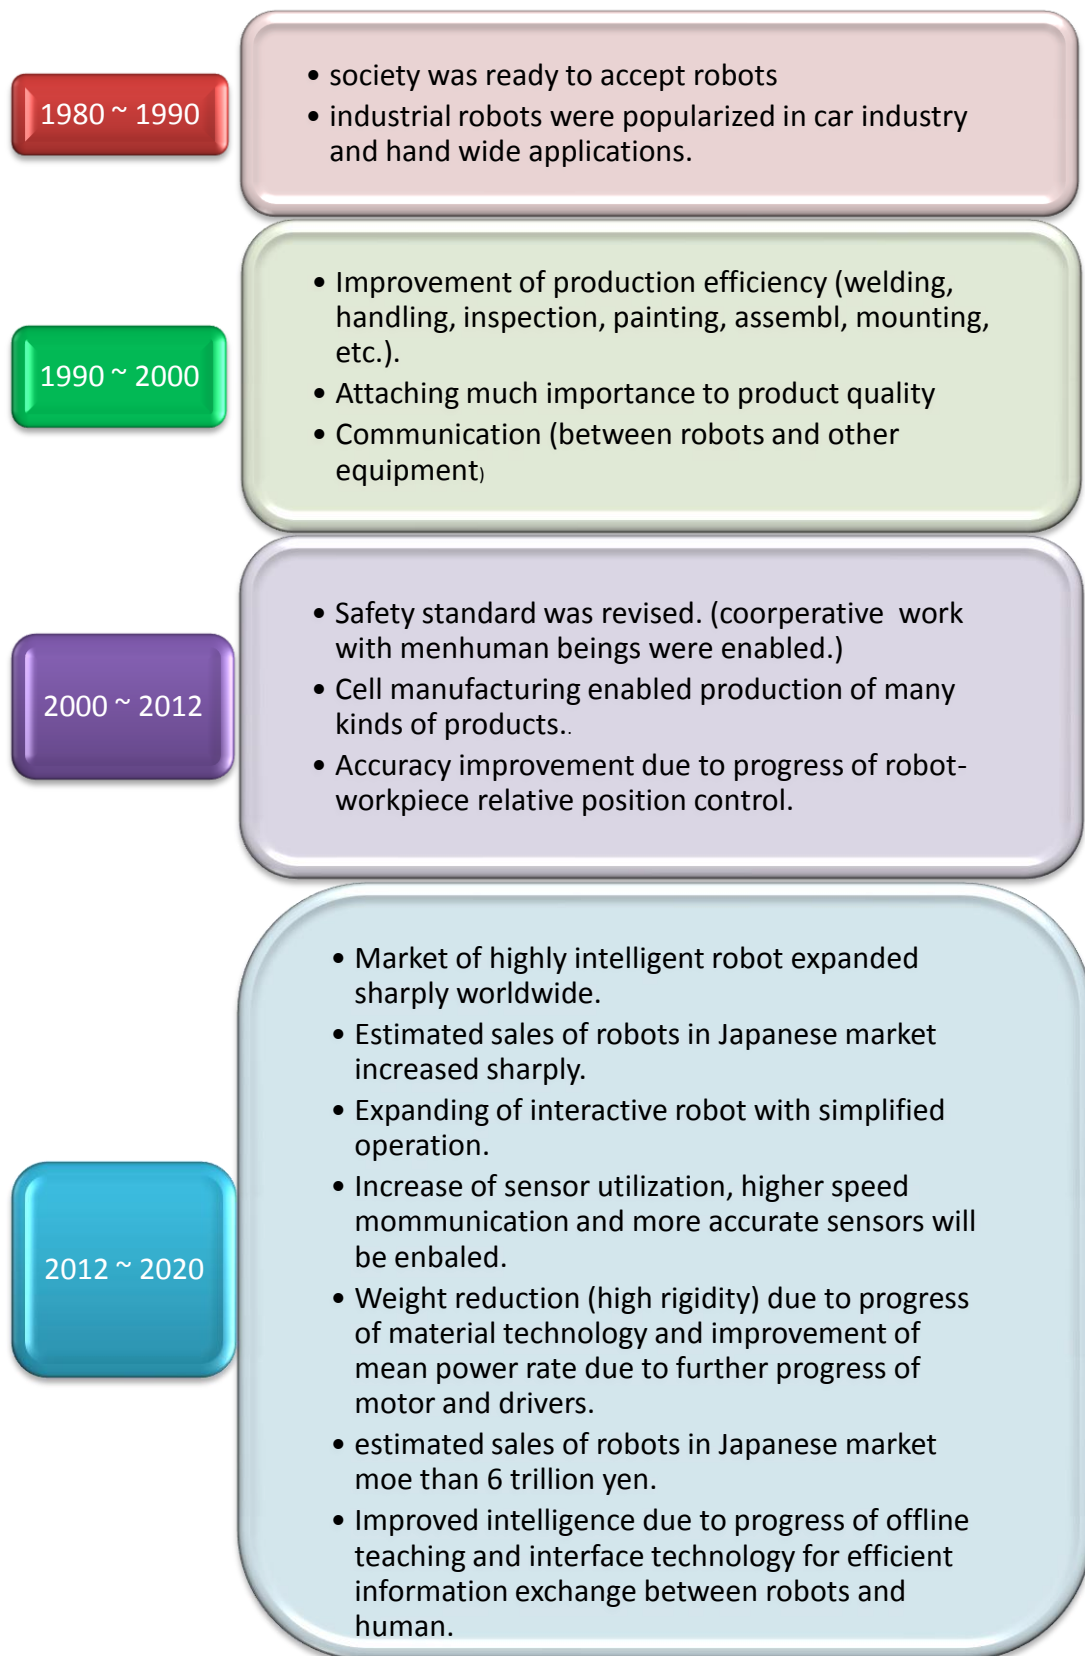 1980 ~ 1990
• society was ready to accept robots
• industrial robots were popularized in car industry
and hand wide applications.
1990 ~ 2000
• Improvement of production efficiency (welding,
handling, inspection, painting, assembl, mounting,
etc.).
• Attaching much importance to product quality
• Communication (between robots and other
equipment)
2000 ~ 2012
• Safety standard was revised. (coorperative work
with menhuman beings were enabled.)
• Cell manufacturing enabled production of many
kinds of products..
• Accuracy improvement due to progress of robot-
workpiece relative position control.
2012 ~ 2020
• Market of highly intelligent robot expanded
sharply worldwide.
• Estimated sales of robots in Japanese market
increased sharply.
• Expanding of interactive robot with simplified
operation.
• Increase of sensor utilization, higher speed
mommunication and more accurate sensors will
be enbaled.
• Weight reduction (high rigidity) due to progress
of material technology and improvement of
mean power rate due to further progress of
motor and drivers.
• estimated sales of robots in Japanese market
moe than 6 trillion yen.
• Improved intelligence due to progress of offline
teaching and interface technology for efficient
information exchange between robots and
human.